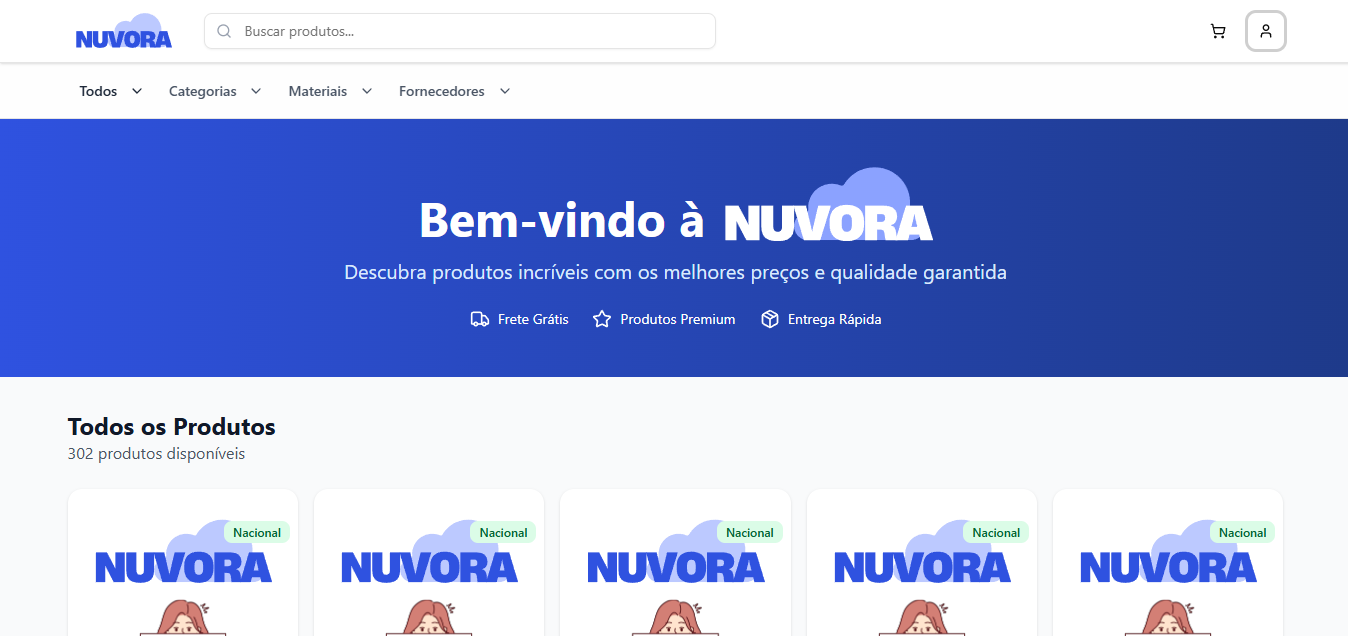 NUVORA
Buscar produtos...
Todos
Categorias
Materiais
Fornecedores
Bem-vindo à NUVORA
Descubra produtos incríveis com os melhores preços e qualidade garantida
Frete Grátis
Produtos Premium
Entrega Rápida
Todos os Produtos
302 produtos disponíveis
Nacional
NUVORA
Nacional
NUVORA
Nacional
NUVORA
Nacional
NUVORA
Nacional
NUVORA